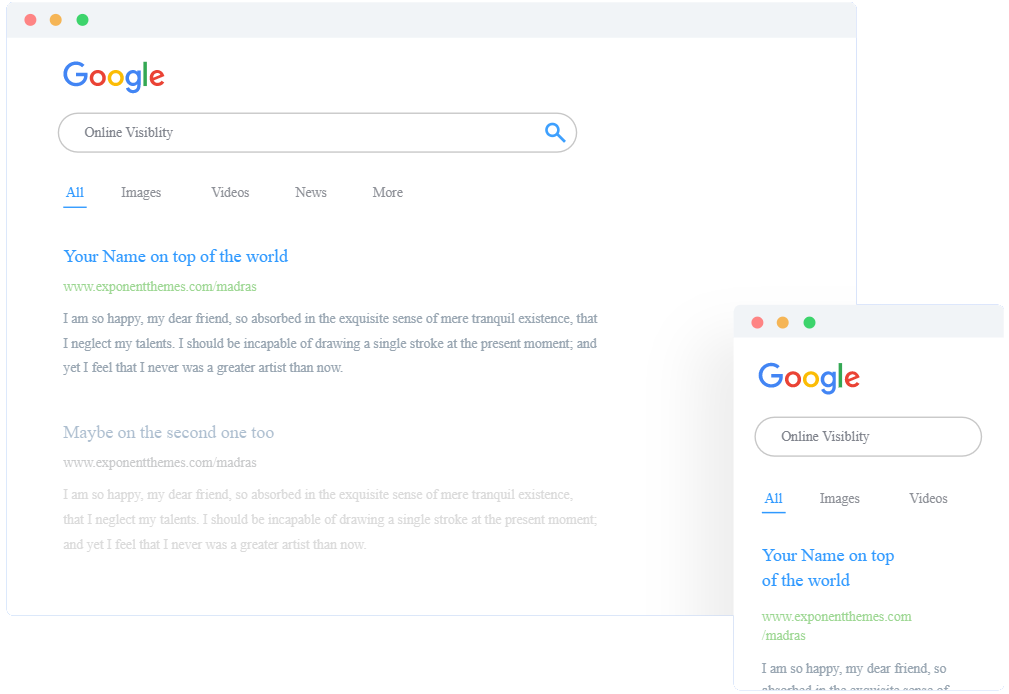 Google
Online Visiblity
All Images Videos News More
Your Name on top of the world
www.exponentthemes.com/madras
I am so happy, my dear friend, so absorbed in the exquisite sense of mere tranquil existence, that
I neglect my talents. I should be incapable of drawing a single stroke at the present moment; and
yet I feel that I never was a greater artist than now.
Maybe on the second one too
www.exponentthemes.com/madras
I am so happy, my dear friend, so absorbed in the exquisite sense of mere tranquil existence,
that I neglect my talents. I should be incapable of drawing a single stroke at the present moment;
and yet I feel that I never was a greater artist than now.
Google
Online Visiblity
All Images Videos
Your Name on top
of the world
www.exponentthemes.com
/madras
I am so happy, my dear friend, so
absorbed in the exquisite sense of